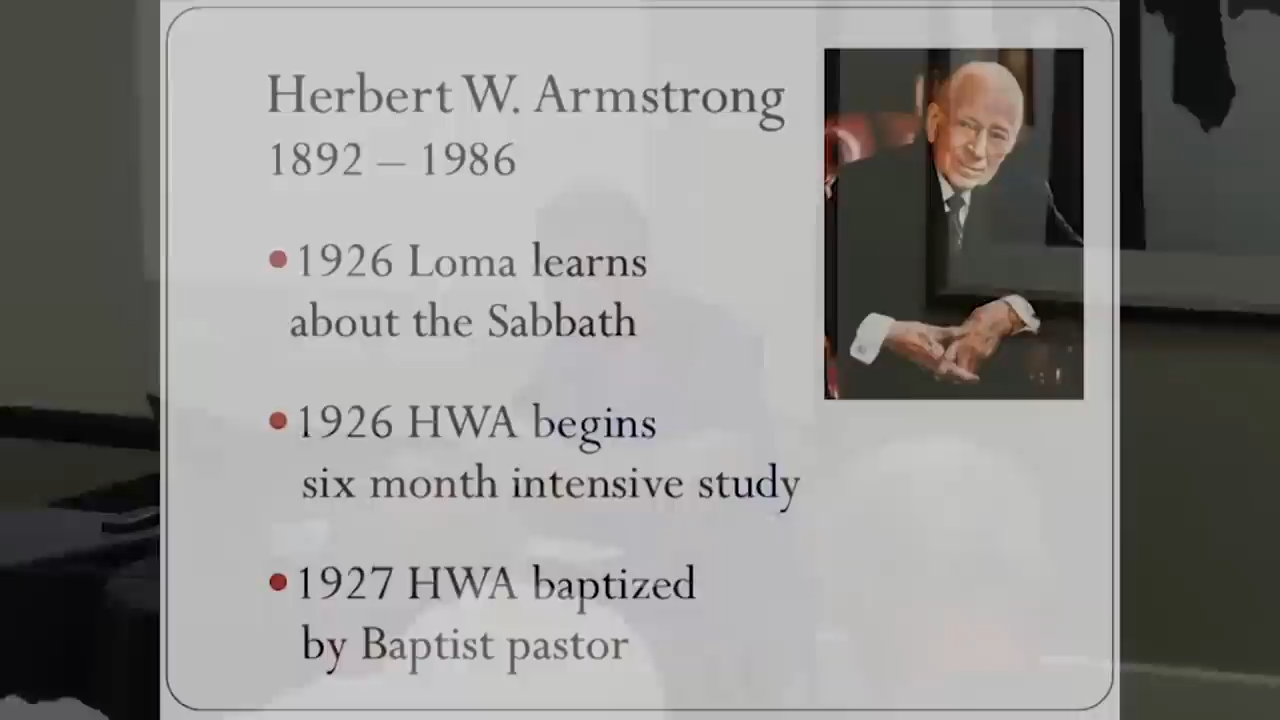 Herbert W. Armstrong
1892 – 1986
•1926 Loma learns
about the Sabbath
•1926 HWA begins
six month intensive study
•1927 HWA baptized
by Baptist pastor